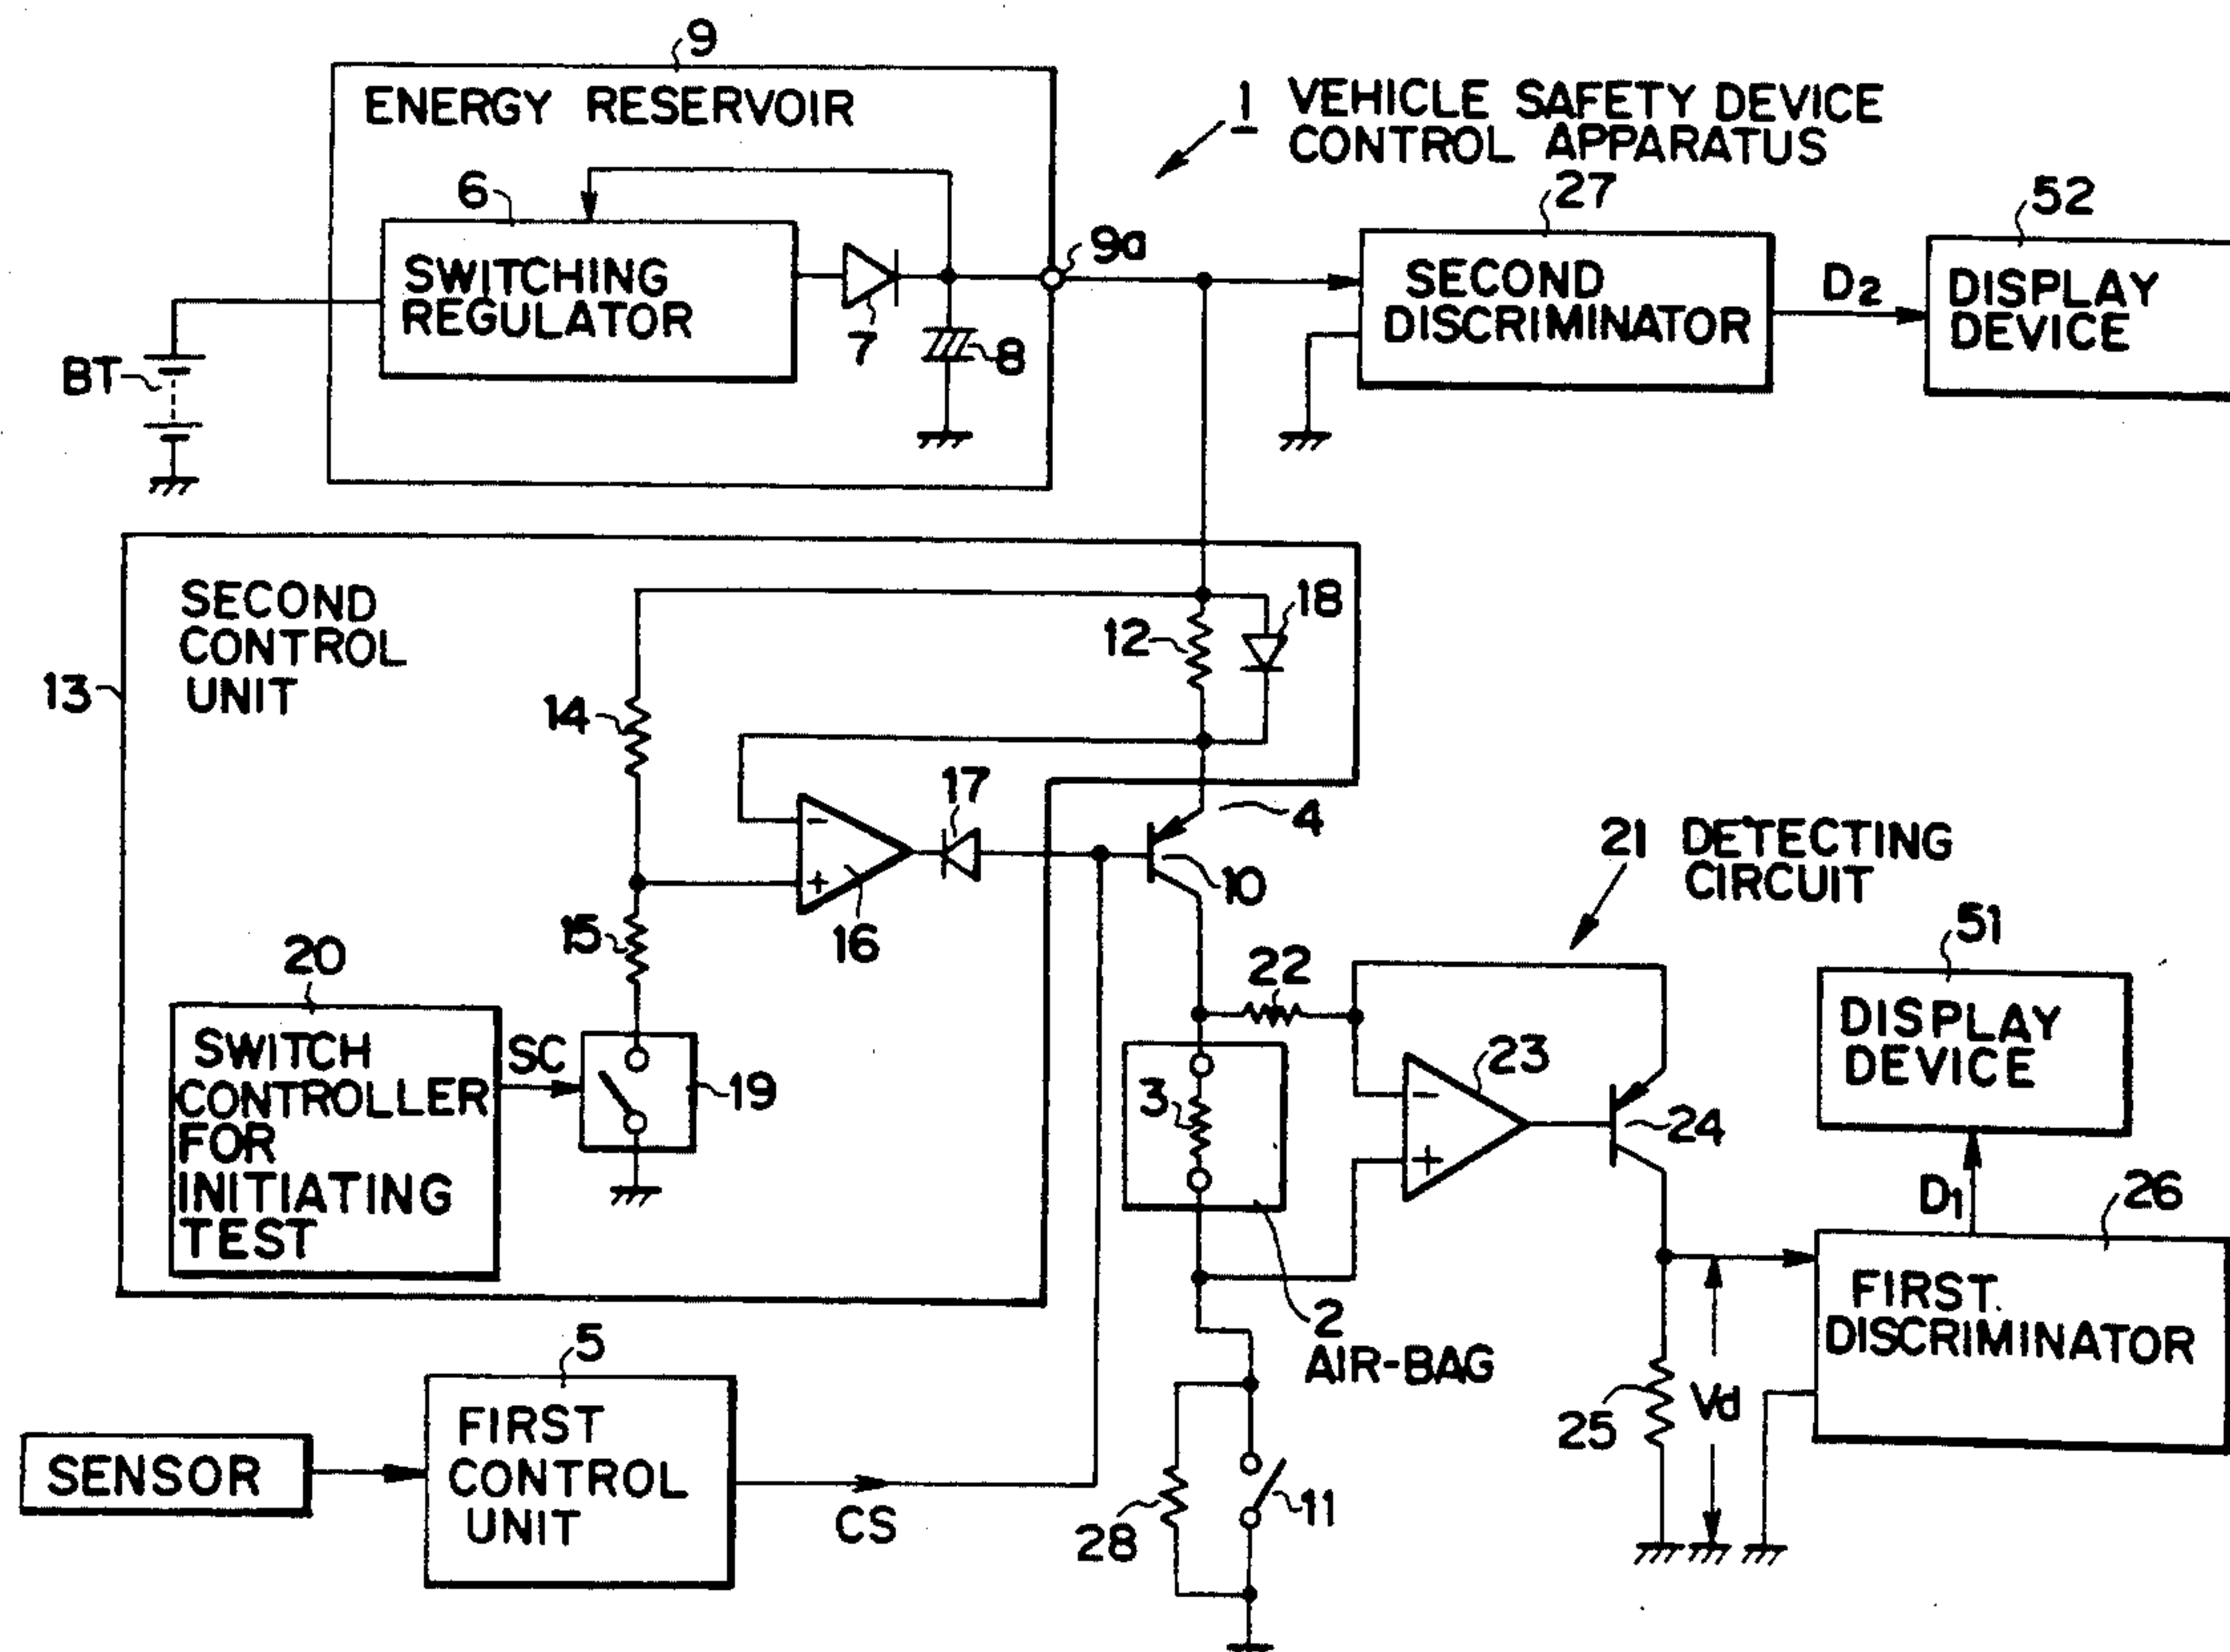 9
ENERGY RESERVOIR
1 VEHICLE SAFETY DEVICE
CONTROL APPARATUS
6
SWITCHING
REGULATOR
7
8
9a
BT
27
SECOND
DISCRIMINATOR
D2
52
DISPLAY
DEVICE
SECOND
CONTROL
UNIT
13
12
18
14
17
4
10
-
+
16
15
20
SWITCH
CONTROLLER
FOR
INITIATING
TEST
SC
19
21 DETECTING
CIRCUIT
22
23
-
+
24
3
2
AIR-BAG
51
DISPLAY
DEVICE
D1
26
FIRST
DISCRIMINATOR
25
Vd
5
SENSOR
FIRST
CONTROL
UNIT
CS
28
11